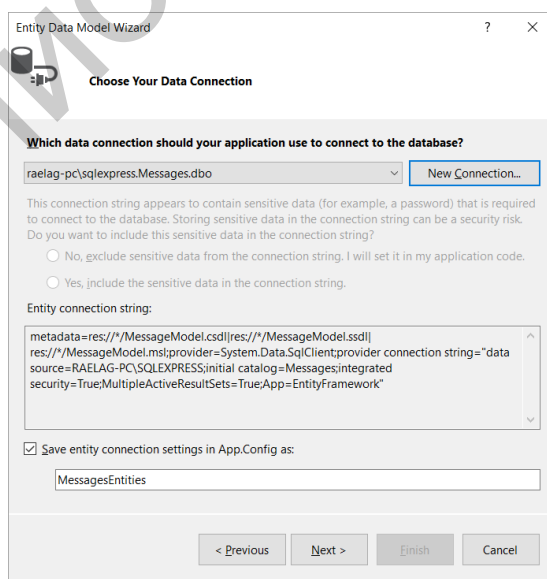 Entity Data Model Wizard ? ×
Choose Your Data Connection
Which data connection should your application use to connect to the database?
raelag-pc\sqlexpress.Messages.dbo New Connection...
This connection string appears to contain sensitive data (for example, a password) that is required
to connect to the database. Storing sensitive data in the connection string can be a security risk.
Do you want to include this sensitive data in the connection string?
No, exclude sensitive data from the connection string. I will set it in my application code.
Yes, include the sensitive data in the connection string.
Entity connection string:
metadata=res://*/MessageModel.csdl|res://*/MessageModel.ssdl|
res://*/MessageModel.msl;provider=System.Data.SqlClient;provider connection string="data
source=RAELAG-PC\SQLEXPRESS;initial catalog=Messages;integrated
security=True;MultipleActiveResultSets=True;App=EntityFramework"
Save entity connection settings in App.Config as:
MessagesEntities
< Previous Next > Finish Cancel